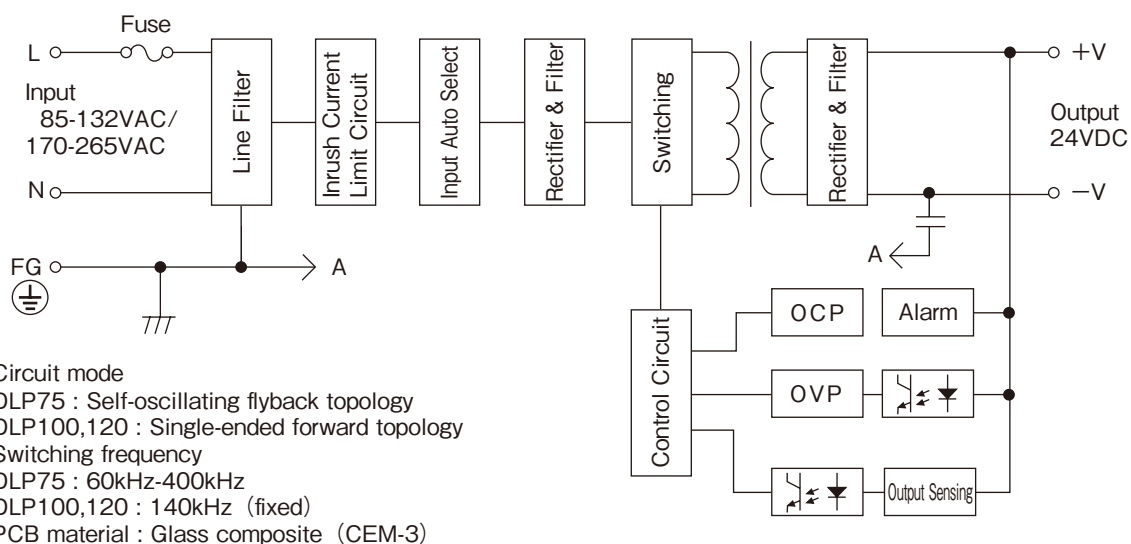 Fuse
L
Input
85-132VAC/
170-265VAC
N
FG
A
Line Filter
Inrush Current
Limit Circuit
Input Auto Select
Rectifier & Filter
Switching
Rectifier & Filter
+V
Output
24VDC
−V
A
Control Circuit
OCP
Alarm
OVP
Output Sensing
Circuit mode
DLP75 : Self-oscillating flyback topology
DLP100,120 : Single-ended forward topology
Switching frequency
DLP75 : 60kHz-400kHz
DLP100,120 : 140kHz (fixed)
PCB material : Glass composite (CEM-3)